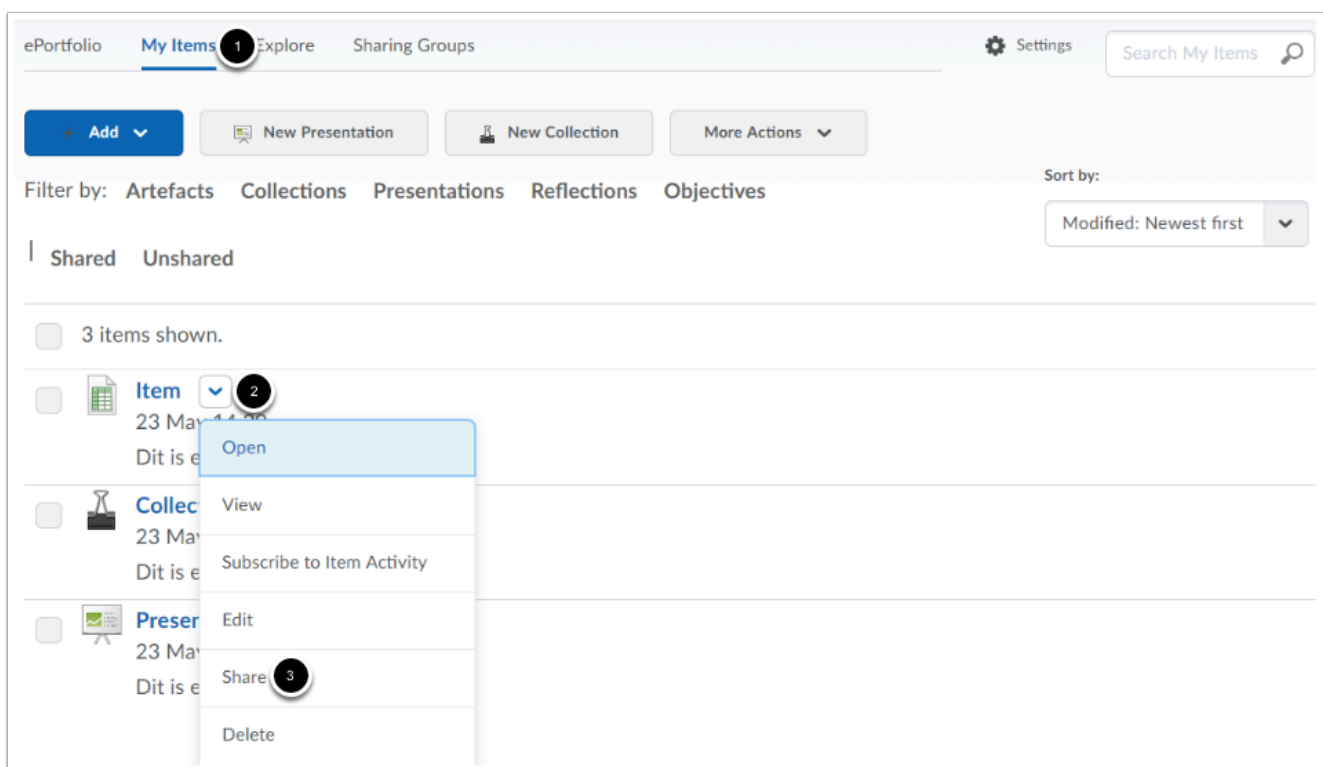 ePortfolio My Items 1 Explore Sharing Groups Settings Search My Items
Add New Presentation New Collection More Actions
Filter by: Artefacts Collections Presentations Reflections Objectives
Sort by:
Modified: Newest first
Shared Unshared
3 items shown.
Item 2
23 May
Dit is e
Open
Collec
23 Ma
Dit is e
View
Subscribe to Item Activity
Presen
23 Ma
Dit is e
Edit
Share 3
Delete